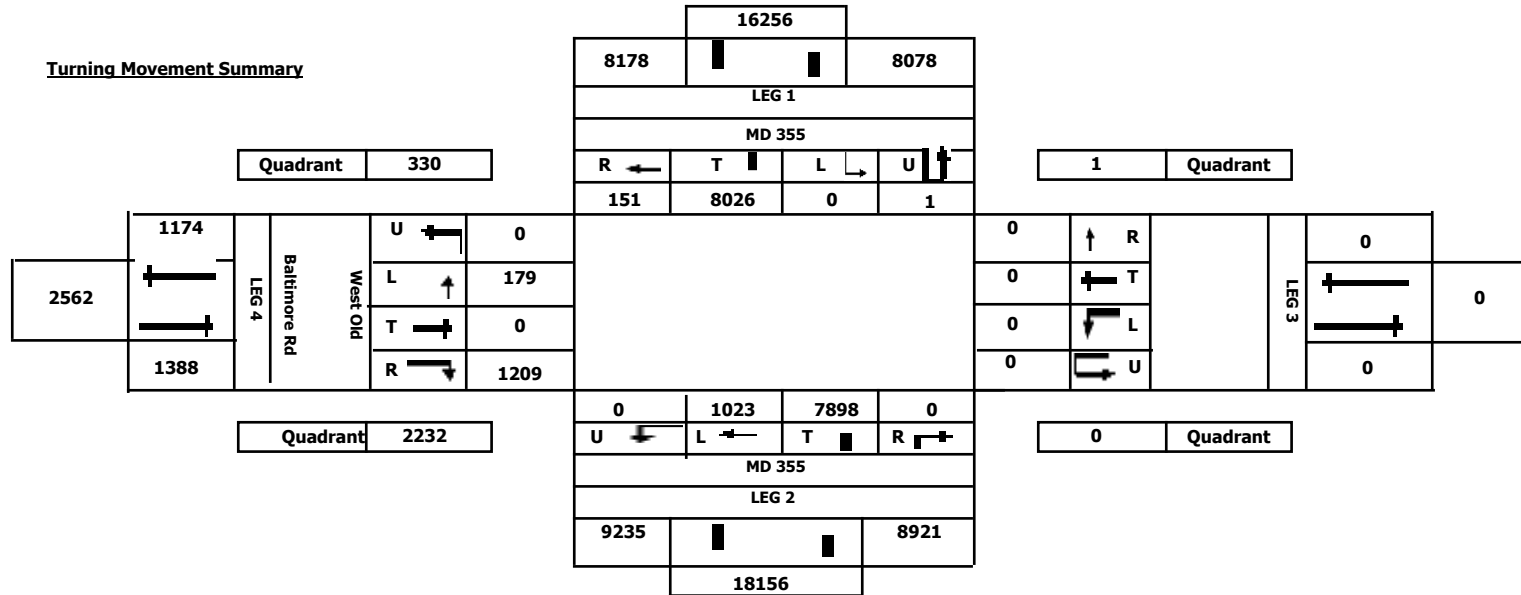 16256
Turning Movement Summary
8178 8078
LEG 1
MD 355
Quadrant 330
R T L U
1 Quadrant
151 8026 0 1
1174
U 0
0 R
0
2562
LEG 4
Baltimore Rd
West Old
L 179
0 T
LEG 3
0
T 0
0 L
1388
R 1209
0 U
0
0 1023 7898 0
Quadrant 2232
U L T R
0 Quadrant
MD 355
LEG 2
9235 8921
18156